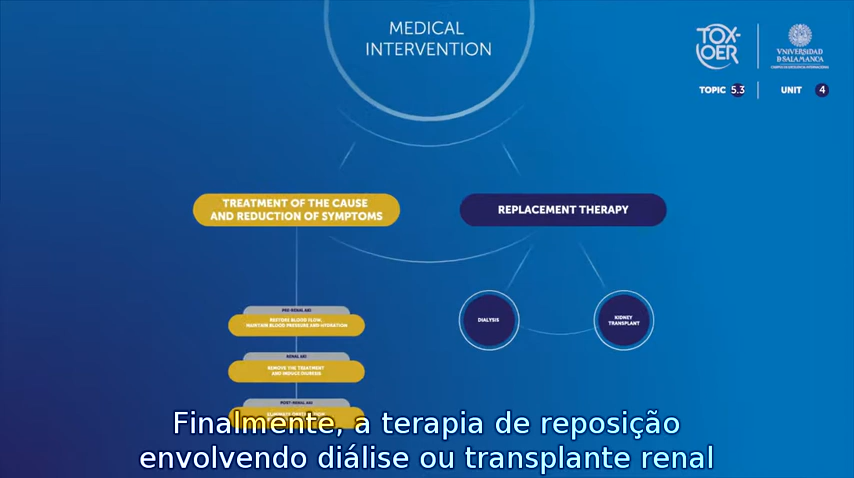 MEDICAL
INTERVENTION
TOX-
OER
VNIVERSIDAD
D SALAMANCA
TOPIC 5.3
UNIT 4
TREATMENT OF THE CAUSE
AND REDUCTION OF SYMPTOMS
REPLACEMENT THERAPY
PRE-RENAL AKI
RESTORE BLOOD FLOW,
MAINTAIN BLOOD PRESSURE AND HYDRATION
DIALYSIS
KIDNEY
TRANSPLANT
RENAL AKI
REMOVE THE TREATMENT
AND INDUCE DIURESIS
POST-RENAL AKI
Finalmente, a terapia de reposição
envolvendo diálise ou transplante renal